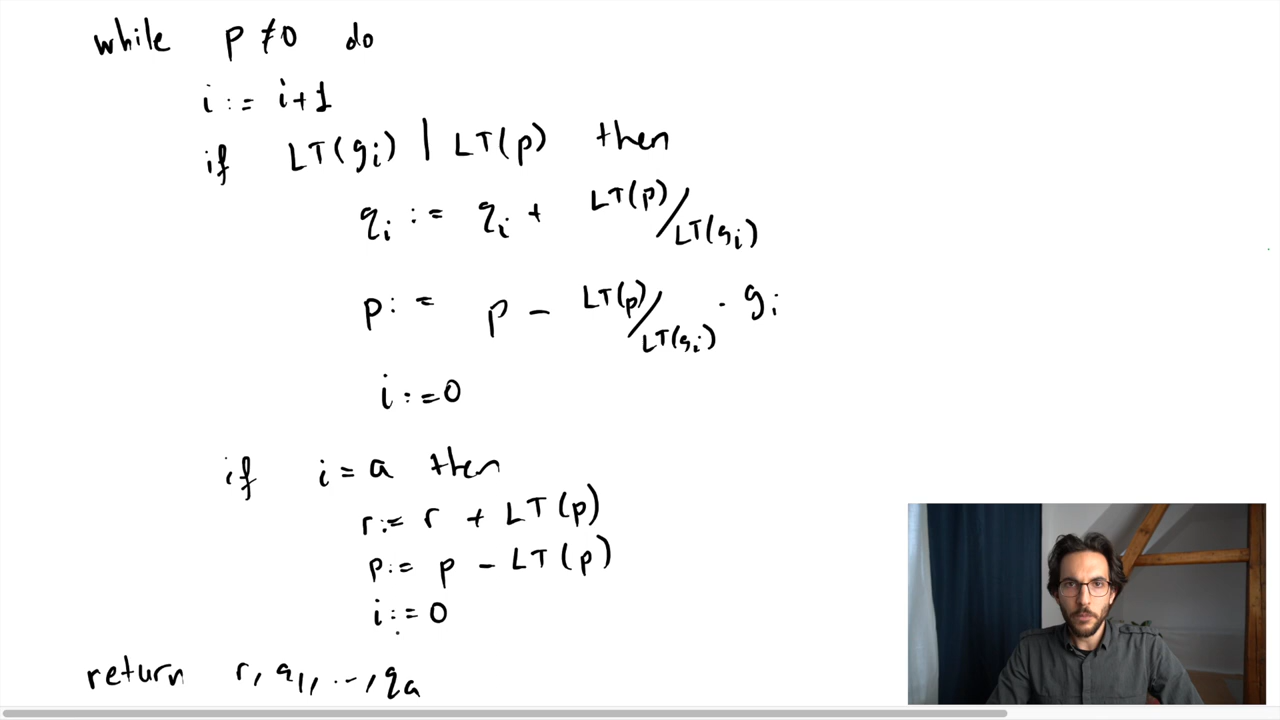 while p ≠ 0 do
i := i+1
if LT(gi) | LT(p) then
qi := qi + LT(p)/LT(gi)
p := p - LT(p)/LT(gi) · gi
i := 0
if i = a then
r := r + LT(p)
p := p - LT(p)
i := 0
return r, q1, ..., qa